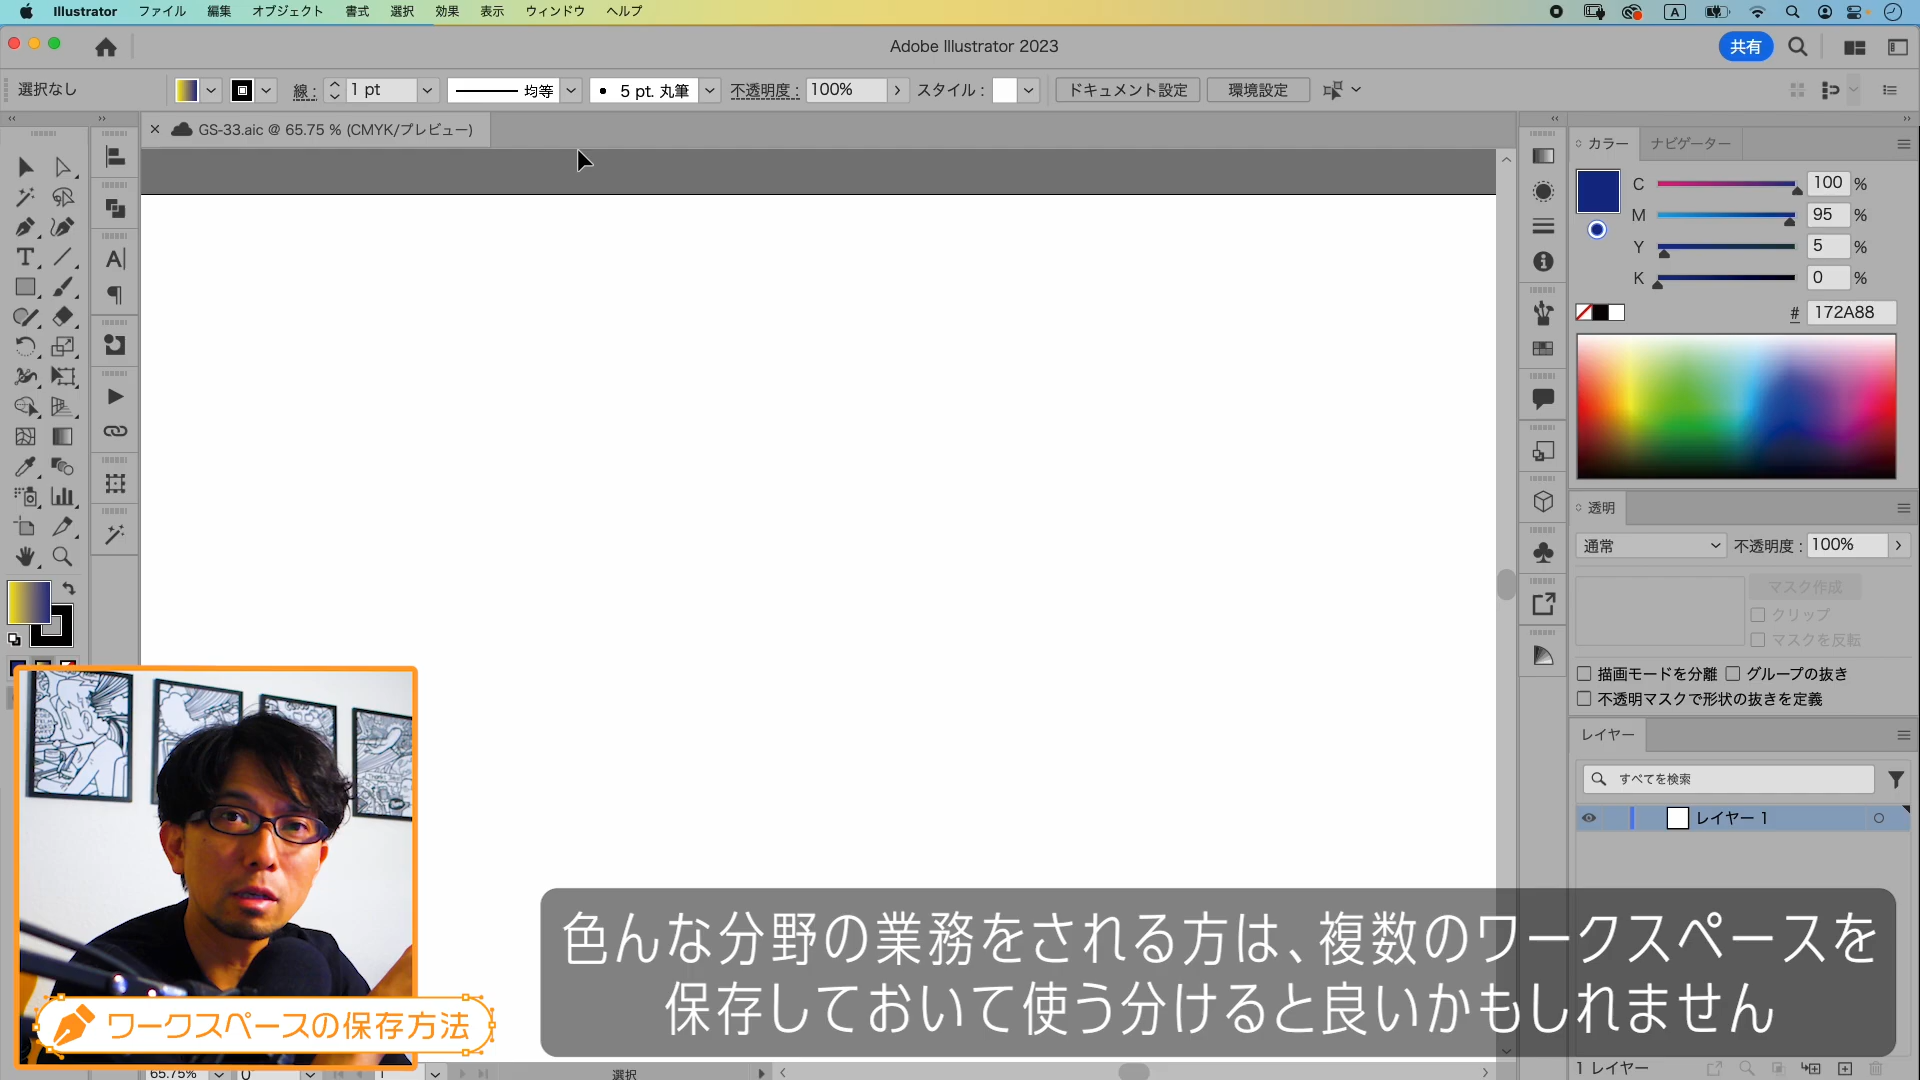 Illustrator ファイル 編集 オブジェクト 書式 選択 効果 表示 ウィンドウ ヘルプ
A
Adobe Illustrator 2023
共有
選択なし
線 : 1 pt
均等
5 pt. 丸筆
不透明度 : 100%
スタイル :
ドキュメント設定
環境設定
GS-33.aic @ 65.75 % (CMYK/プレビュー)
カラー ナビゲーター
C 100 %
M 95 %
Y 5 %
K 0 %
# 172A88
透明
通常 不透明度 : 100%
マスク作成
クリップ
マスクを反転
描画モードを分離 グループの抜き
不透明マスクで形状の抜きを定義
レイヤー
すべてを検索
レイヤー 1
色んな分野の業務をされる方は、複数のワークスペースを
保存しておいて使う分けると良いかもしれません
ワークスペースの保存方法
65.75% 0° 1 選択
1 レイヤー